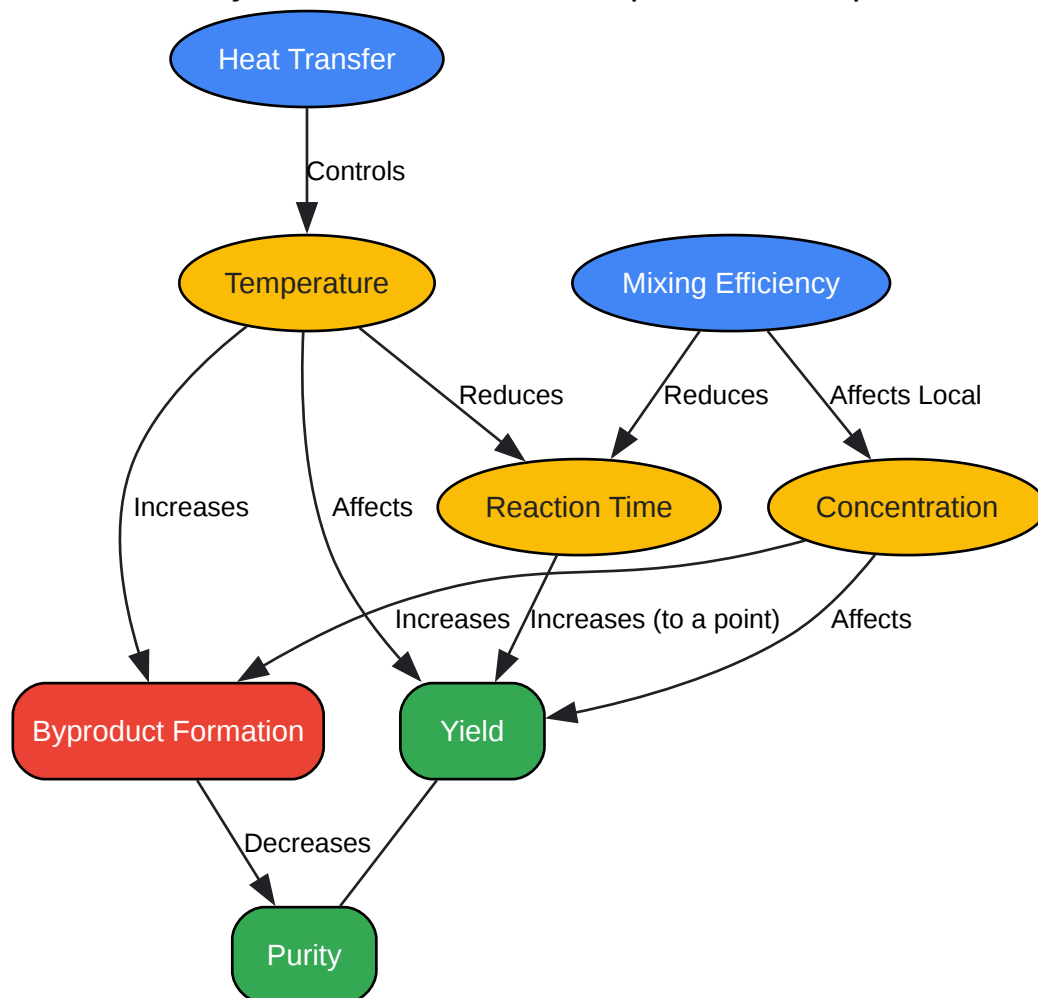 Heat Transfer
Controls
Temperature
Mixing Efficiency
Reduces
Reduces
Affects Local
Increases
Affects
Reaction Time
Concentration
Increases
Increases (to a point)
Affects
Byproduct Formation
Yield
Decreases
Purity